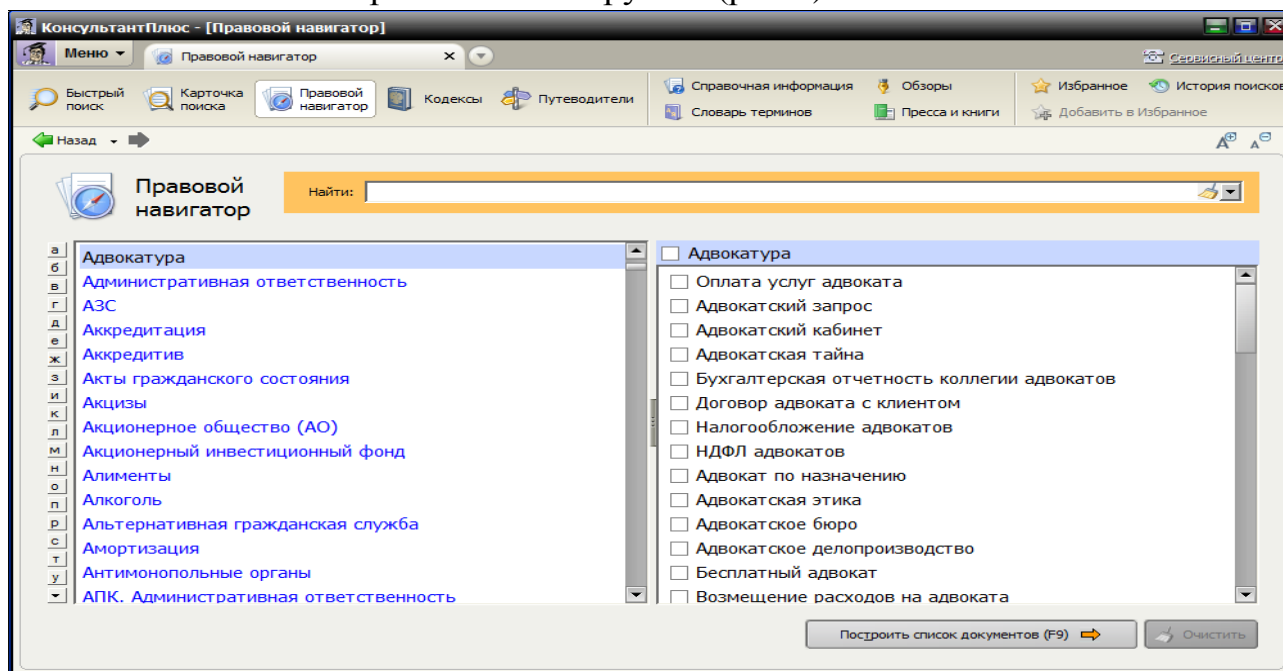 КонсультантПлюс - [Правовой навигатор]
Меню Правовой навигатор
Сервисный центр
Быстрый поиск
Карточка поиска
Правовой навигатор
Кодексы
Путеводители
Справочная информация
Обзоры
Словарь терминов
Пресса и книги
Избранное
История поисков
Добавить в Избранное
Назад
Правовой
навигатор
Найти:
а
б
в
г
д
е
ж
з
и
к
л
м
н
о
п
р
с
т
у
Адвокатура
Административная ответственность
АЗС
Аккредитация
Аккредитив
Акты гражданского состояния
Акцизы
Акционерное общество (АО)
Акционерный инвестиционный фонд
Алименты
Алкоголь
Альтернативная гражданская служба
Амортизация
Антимонопольные органы
АПК. Административная ответственность
Адвокатура
Оплата услуг адвоката
Адвокатский запрос
Адвокатский кабинет
Адвокатская тайна
Бухгалтерская отчетность коллегии адвокатов
Договор адвоката с клиентом
Налогообложение адвокатов
НДФЛ адвокатов
Адвокат по назначению
Адвокатская этика
Адвокатское бюро
Адвокатское делопроизводство
Бесплатный адвокат
Возмещение расходов на адвоката
Построить список документов (F9)
Очистить